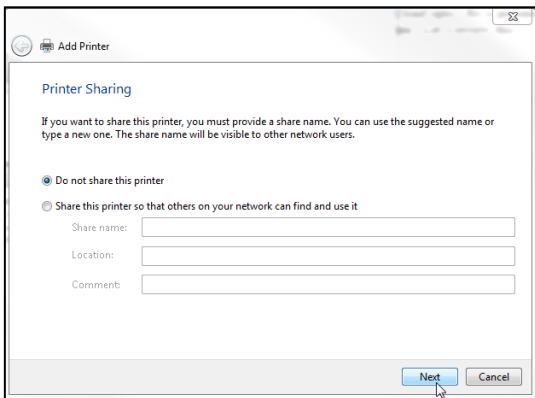 Add Printer
Printer Sharing
If you want to share this printer, you must provide a share name. You can use the suggested name or
type a new one. The share name will be visible to other network users.
Do not share this printer
Share this printer so that others on your network can find and use it
Share name:
Location:
Comment:
Next Cancel